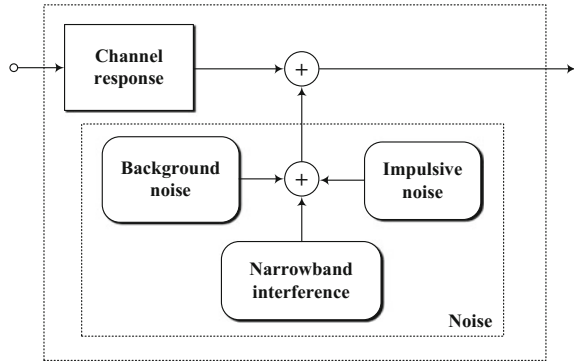 Channel
response
+
Background
noise
+
Impulsive
noise
Narrowband
interference
Noise